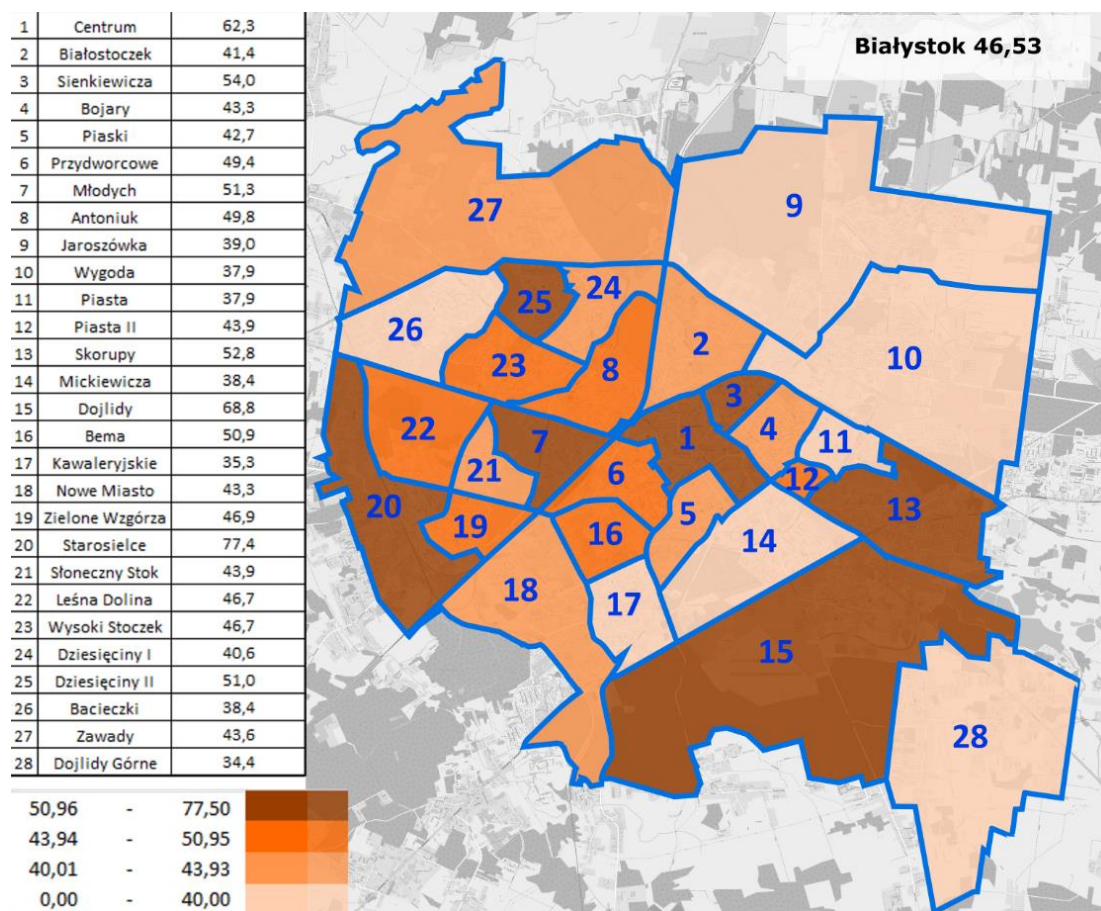 1 Centrum 62,3
2 Białostoczek 41,4
3 Sienkiewicza 54,0
4 Bojary 43,3
5 Piaski 42,7
6 Przydworcowe 49,4
7 Młodych 51,3
8 Antoniuk 49,8
9 Jaroszówka 39,0
10 Wygoda 37,9
11 Piasta 37,9
12 Piasta II 43,9
13 Skorupy 52,8
14 Mickiewicza 38,4
15 Dojlidy 68,8
16 Bema 50,9
17 Kawaleryjskie 35,3
18 Nowe Miasto 43,3
19 Zielone Wzgórza 46,9
20 Starosielce 77,4
21 Słoneczny Stok 43,9
22 Leśna Dolina 46,7
23 Wysoki Stoczek 46,7
24 Dziesięciny I 40,6
25 Dziesięciny II 51,0
26 Bacieczki 38,4
27 Zawady 43,6
28 Dojlidy Górne 34,4
50,96 - 77,50
43,94 - 50,95
40,01 - 43,93
0,00 - 40,00
Białystok 46,53
9
27
24
25
26
2
10
23
8
3
4
11
22
7
1
21
6
12
20
13
5
19
16
14
18
17
15
28